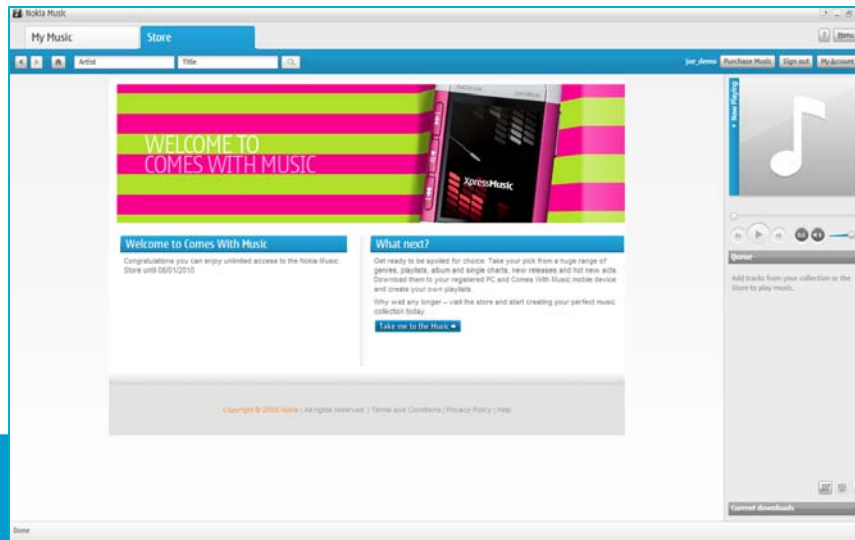 Nokia Music
My Music
Store
? Menu
Artist
Title
joe_demo Purchase Music Sign out My Account
Now Playing
WELCOME TO
COMES WITH MUSIC
XpressMusic
Welcome to Comes With Music
Congratulations you can enjoy unlimited access to the Nokia Music
Store until 08/01/2010
What next?
Get ready to be spoiled for choice. Take your pick from a huge range of
genres, playlists, album and single charts, new releases and hot new acts.
Download them to your registered PC and Comes With Music mobile device
and create your own playlists.
Why wait any longer – visit the store and start creating your perfect music
collection today.
Take me to the Music
Queue
Add tracks from your collection or the
Store to play music.
Copyright © 2008 Nokia | All rights reserved. | Terms and Conditions | Privacy Policy | Help
Current downloads
Done